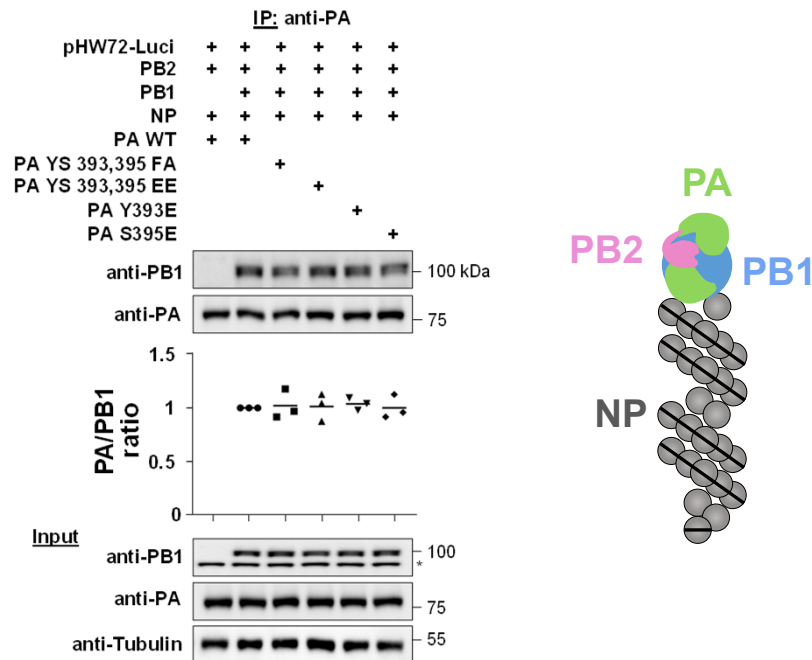 IP: anti-PA
pHW72-Luci + + + + + +
PB2 + + + + + +
PB1 + + + + +
NP + + + + + +
PA WT + +
PA YS 393,395 FA +
PA YS 393,395 EE +
PA Y393E +
PA S395E +
anti-PB1 100 kDa
anti-PA 75
PA/PB1 ratio
1.5
1
0.5
0
Input
anti-PB1 100
*
anti-PA 75
anti-Tubulin 55
PA
PB2
PB1
NP